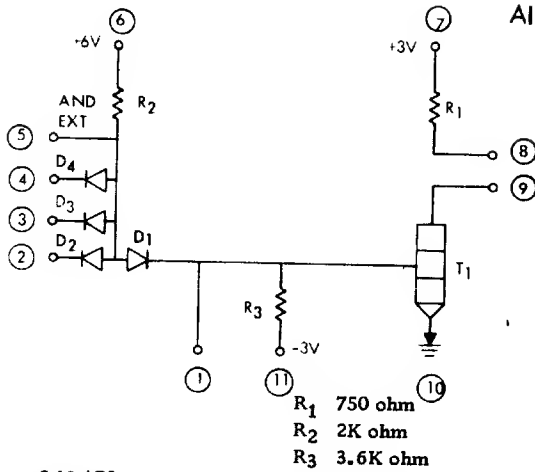 6
7
AI
+6V
+3V
AND
EXT
R2
R1
5
8
D4
4
9
D3
3
D2
D1
2
T1
R3
-3V
1
11
10
R1 750 ohm
R2 2K ohm
R3 3.6K ohm